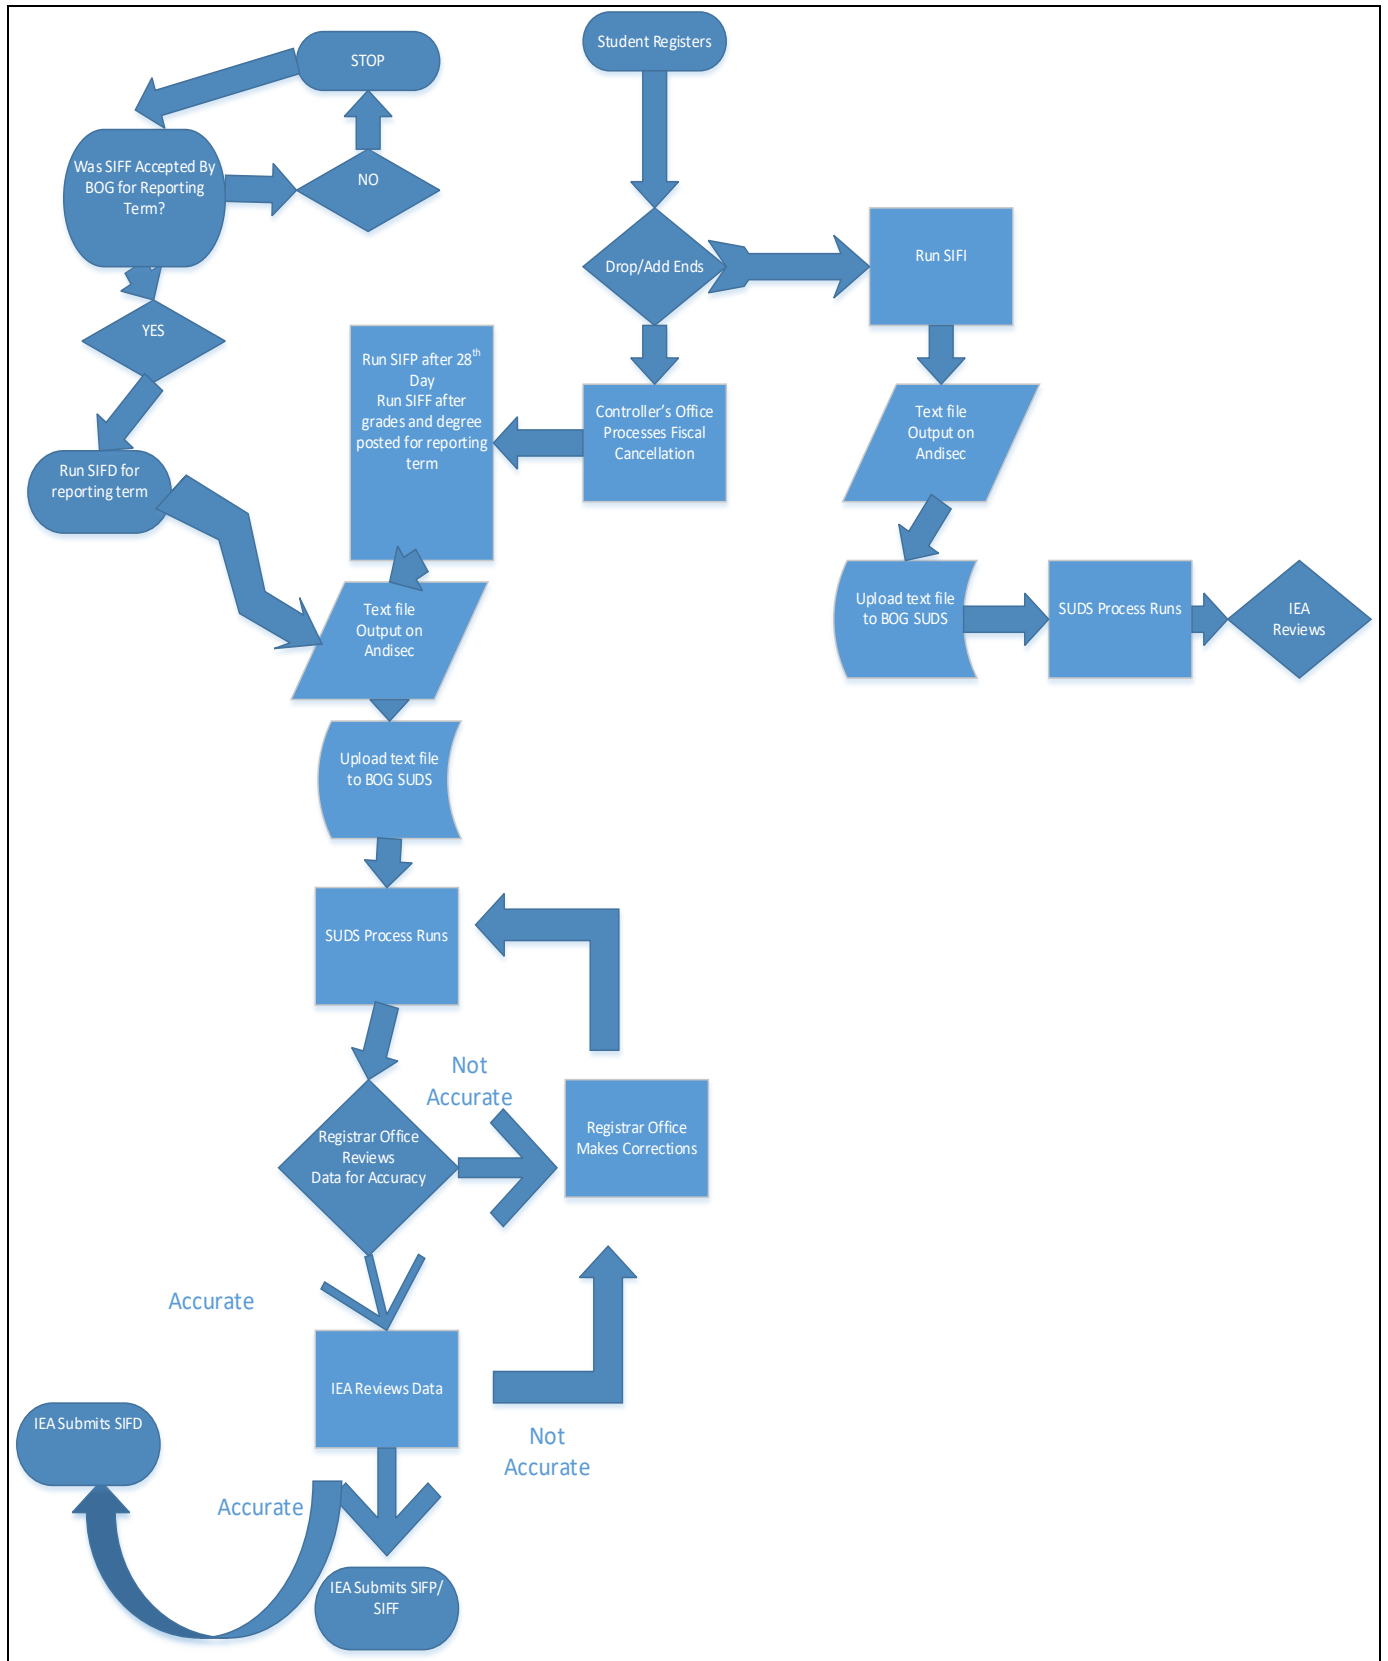 Student Registers
STOP
Was SIFF Accepted By
BOG for Reporting
Term?
NO
Drop/Add Ends
Run SIFI
YES
Run SIFP after 28th
Day
Run SIFF after
grades and degree
posted for reporting
term
Controller's Office
Processes Fiscal
Cancellation
Text file
Output on
Andisec
Run SIFD for
reporting term
Text file
Output on
Andisec
Upload text file
to BOG SUDS
SUDS Process Runs
IEA
Reviews
Upload text file
to BOG SUDS
SUDS Process Runs
Not
Accurate
Registrar Office
Reviews
Data for Accuracy
Registrar Office
Makes Corrections
Accurate
IEA Reviews Data
Not
Accurate
IEA Submits SIFD
Accurate
IEA Submits SIFP/
SIFF